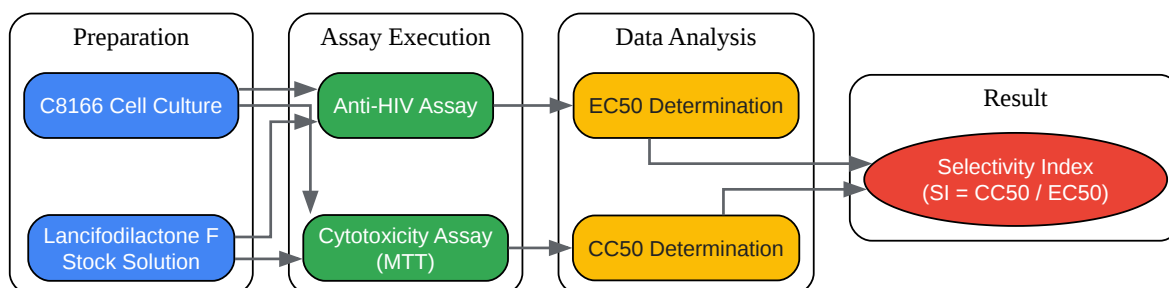 Preparation
C8166 Cell Culture
Lancifodilactone F
Stock Solution
Assay Execution
Anti-HIV Assay
Cytotoxicity Assay
(MTT)
Data Analysis
EC50 Determination
CC50 Determination
Result
Selectivity Index
(SI = CC50 / EC50)